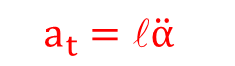 aₜ = ℓα̈